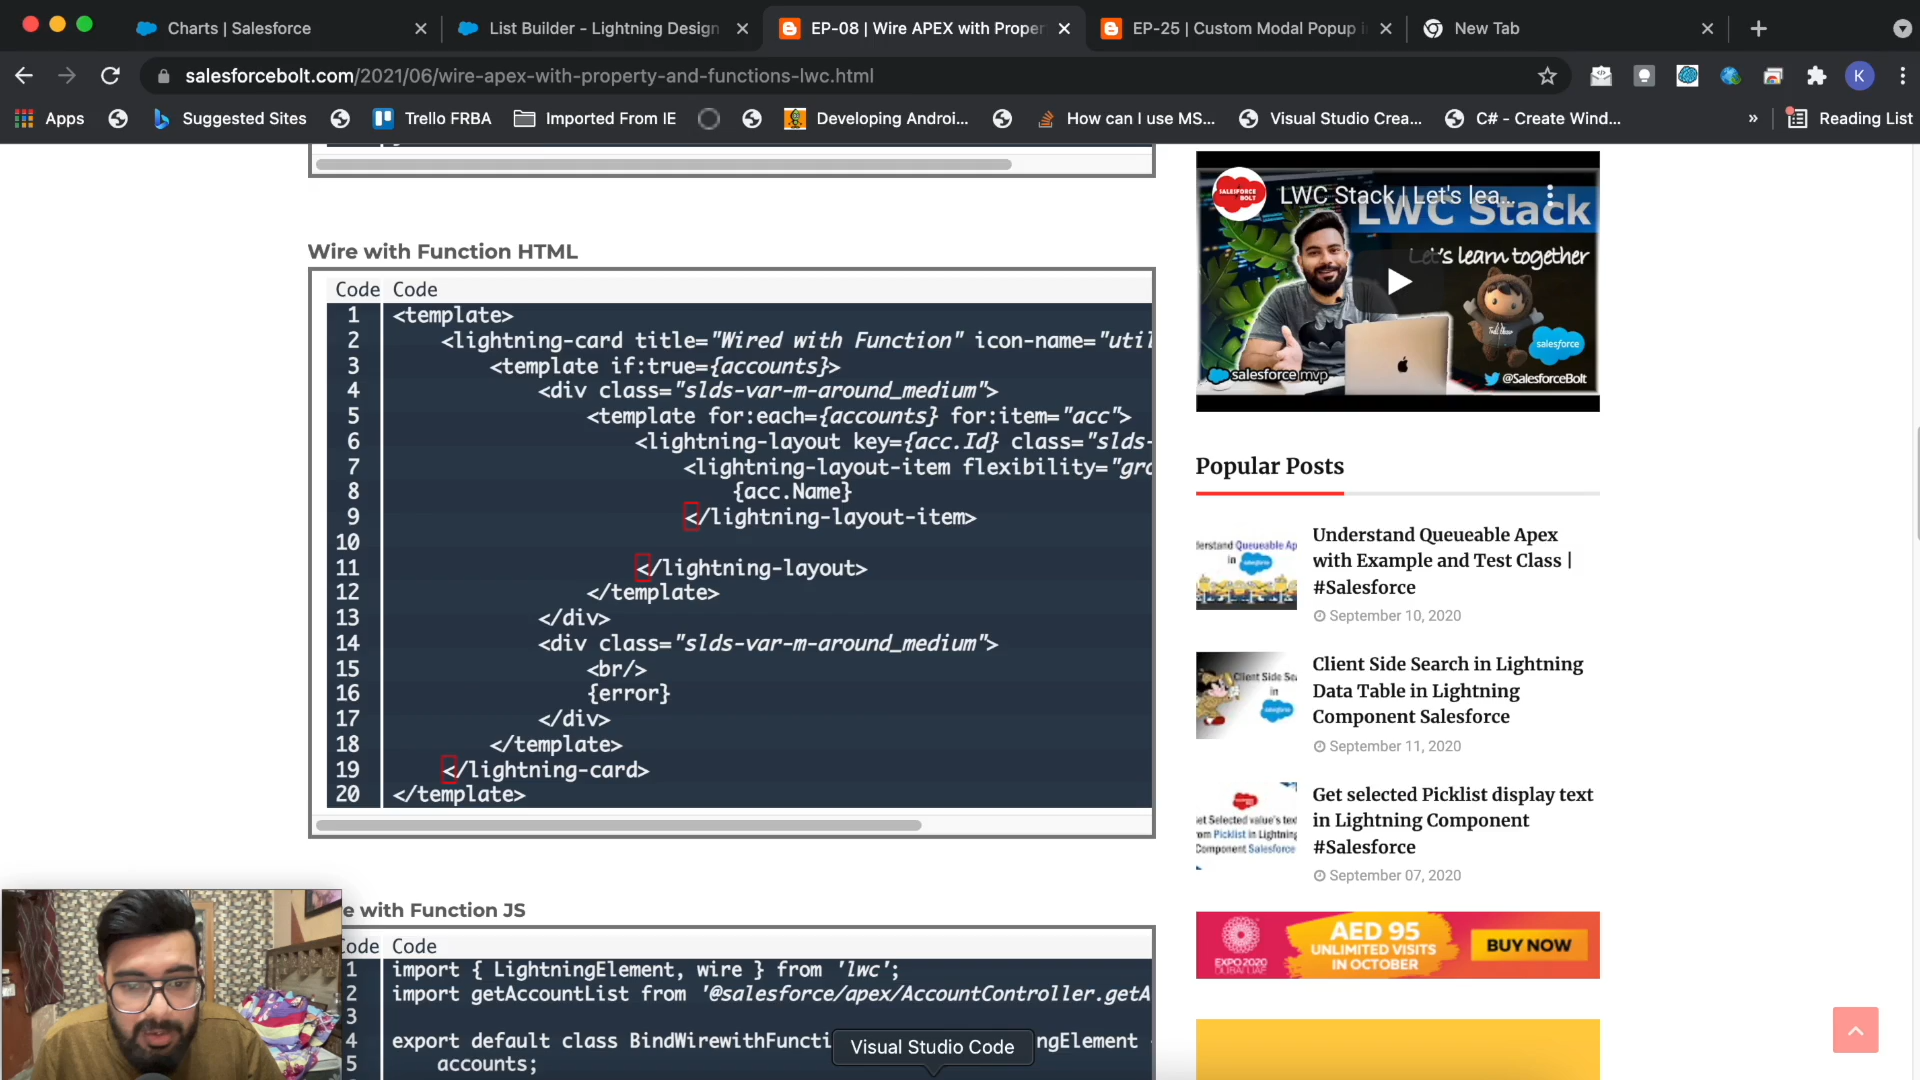 Charts | Salesforce
List Builder - Lightning Design
EP-08 | Wire APEX with Proper
EP-25 | Custom Modal Popup i
New Tab
salesforcebolt.com/2021/06/wire-apex-with-property-and-functions-lwc.html
K
Apps
Suggested Sites
Trello FRBA
Imported From IE
Developing Androi...
How can I use MS...
Visual Studio Crea...
C# - Create Wind...
»
Reading List
Wire with Function HTML
Code Code
1 <template>
2 <lightning-card title="Wired with Function" icon-name="util
3 <template if:true={accounts}>
4 <div class="slds-var-m-around_medium">
5 <template for:each={accounts} for:item="acc">
6 <lightning-layout key={acc.Id} class="slds-
7 <lightning-layout-item flexibility="gro
8 {acc.Name}
9 </lightning-layout-item>
10
11 </lightning-layout>
12 </template>
13 </div>
14 <div class="slds-var-m-around_medium">
15 <br/>
16 {error}
17 </div>
18 </template>
19 </lightning-card>
20 </template>
e with Function JS
Code Code
1 import { LightningElement, wire } from 'lwc';
2 import getAccountList from '@salesforce/apex/AccountController.getA
3
4 export default class BindWirewithFuncti ngElement {
5 accounts;
Visual Studio Code
SALESFORCE BOLT
LWC Stack | Let's lea...
LWC Stack
Let's learn together
salesforce mvp
salesforce
@SalesforceBolt
Popular Posts
Understand Queueable Apex
with Example and Test Class |
#Salesforce
September 10, 2020
Client Side Search in Lightning
Data Table in Lightning
Component Salesforce
September 11, 2020
Get selected Picklist display text
in Lightning Component
#Salesforce
September 07, 2020
EXPO 2020
AED 95
UNLIMITED VISITS
IN OCTOBER
BUY NOW